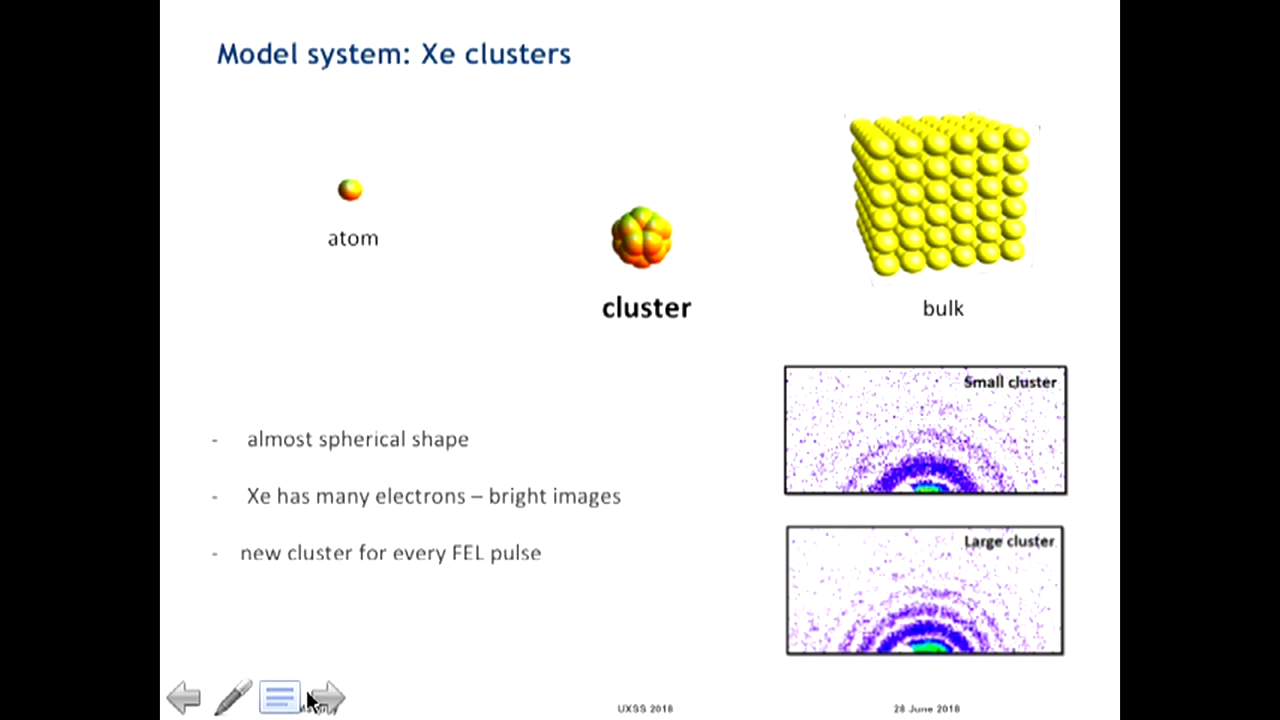 Model system: Xe clusters
atom
cluster
bulk
Small cluster
- almost spherical shape
- Xe has many electrons – bright images
- new cluster for every FEL pulse
Large cluster
UXSS 2018
28 June 2018